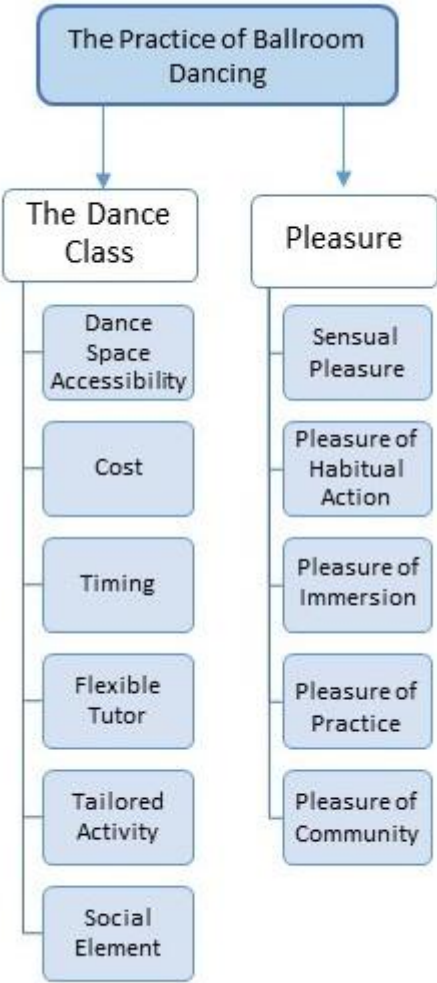 The Practice of Ballroom
Dancing
The Dance
Class
Dance
Space
Accessibility
Cost
Timing
Flexible
Tutor
Tailored
Activity
Social
Element
Pleasure
Sensual
Pleasure
Pleasure of
Habitual
Action
Pleasure of
Immersion
Pleasure of
Practice
Pleasure of
Community